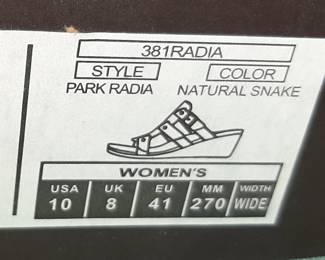 381RADIA
STYLE COLOR
PARK RADIA NATURAL SNAKE
WOMEN'S
USA UK EU MM WIDTH
10 8 41 270 WIDE